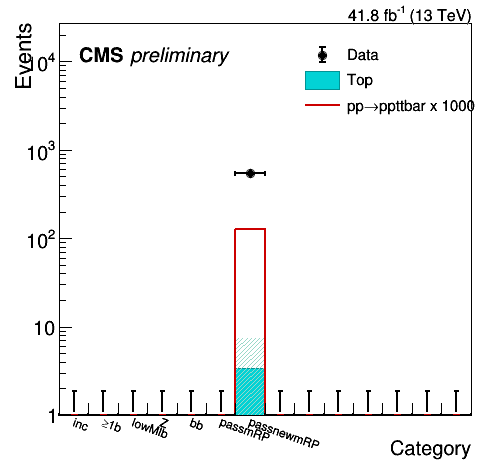 41.8 fb⁻¹ (13 TeV)
Events
CMS preliminary
Data
Top
pp→ppttbar x 1000
10⁴
10³
10²
10
1
inc
≥1b
lowMlb
Z
bb
passmRP
passnewmRP
Category